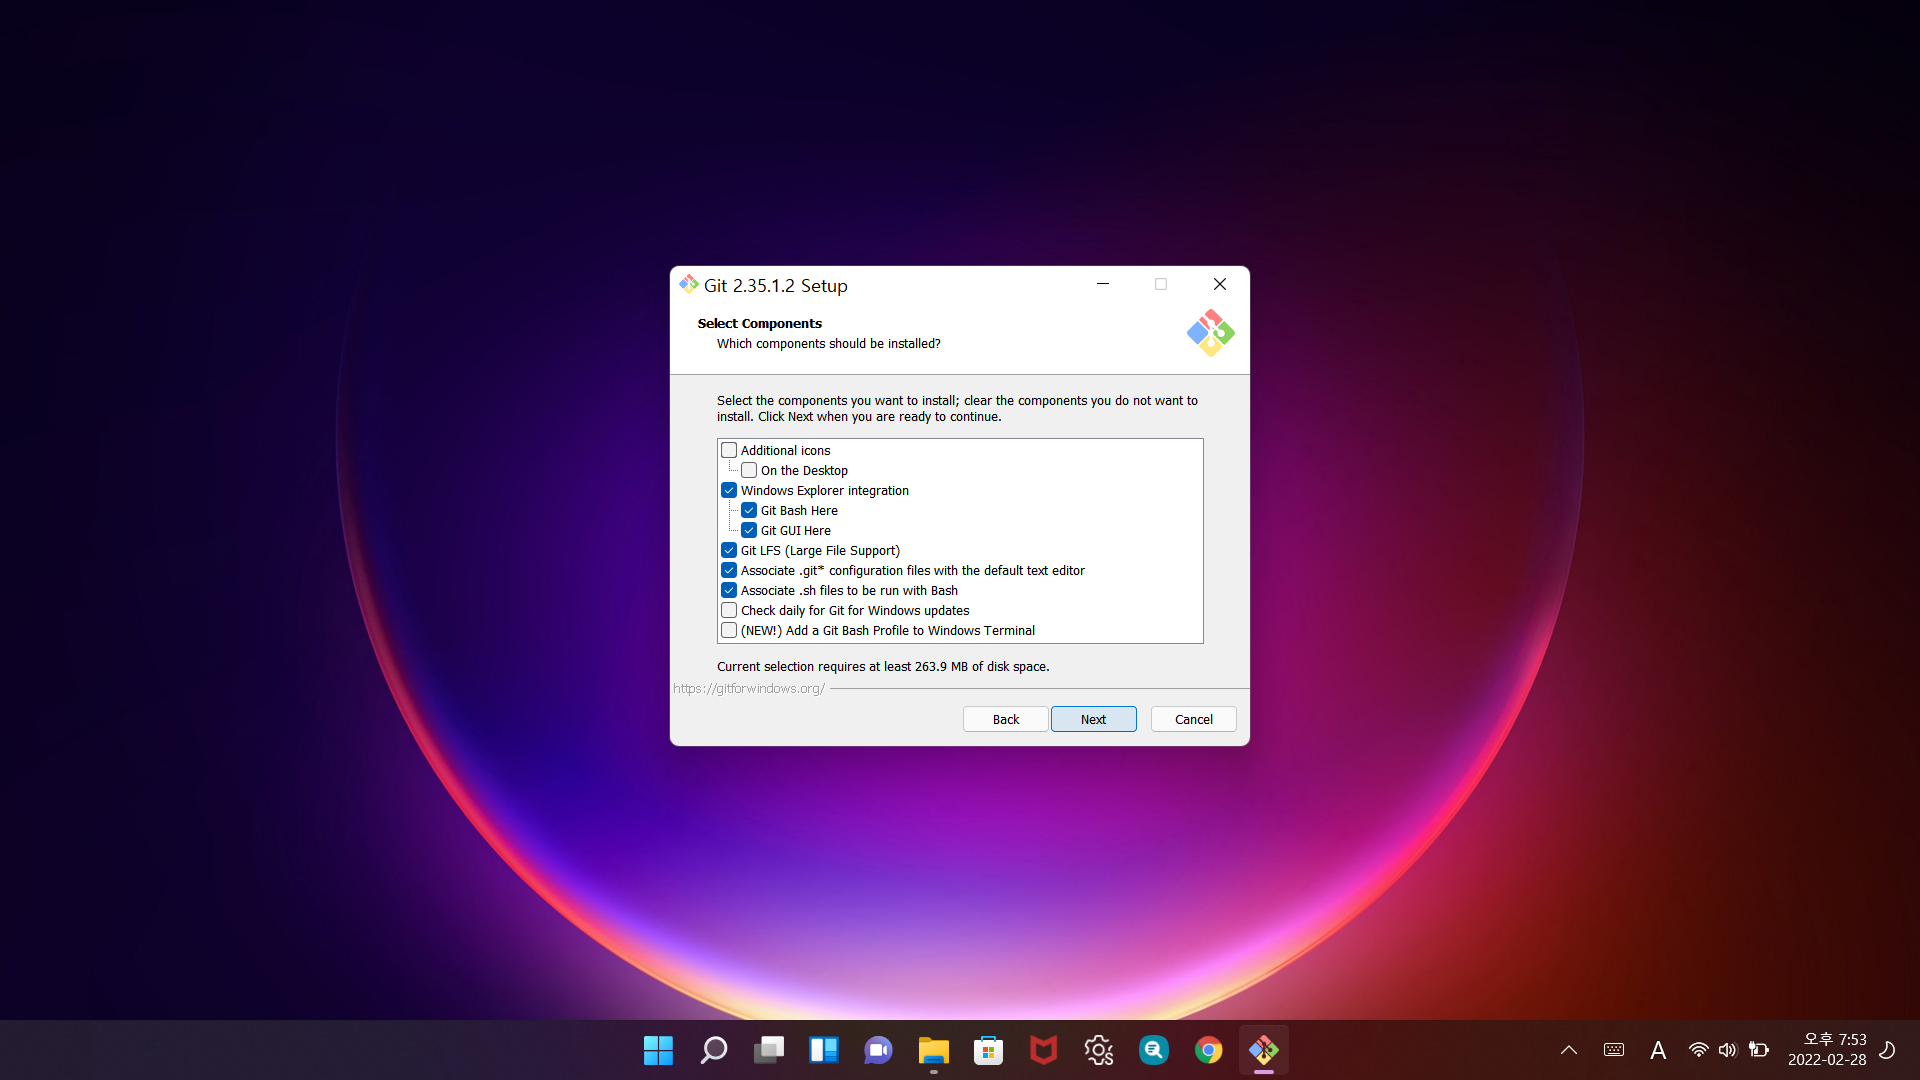 Git 2.35.1.2 Setup
Select Components
Which components should be installed?
Select the components you want to install; clear the components you do not want to
install. Click Next when you are ready to continue.
Additional icons
On the Desktop
Windows Explorer integration
Git Bash Here
Git GUI Here
Git LFS (Large File Support)
Associate .git* configuration files with the default text editor
Associate .sh files to be run with Bash
Check daily for Git for Windows updates
(NEW!) Add a Git Bash Profile to Windows Terminal
Current selection requires at least 263.9 MB of disk space.
https://gitforwindows.org/
Back Next Cancel
A
오후 7:53
2022-02-28